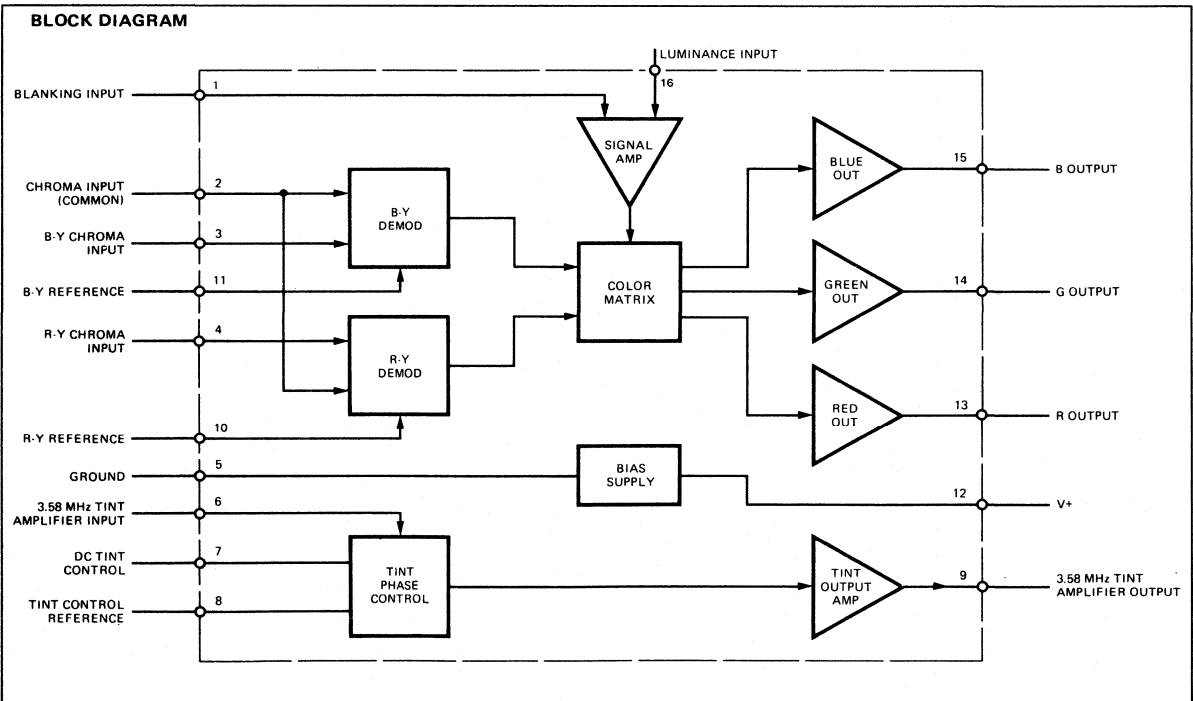 BLOCK DIAGRAM
LUMINANCE INPUT
16
BLANKING INPUT
1
SIGNAL
AMP
BLUE
OUT
15
B OUTPUT
CHROMA INPUT
(COMMON)
2
B-Y
DEMOD
B-Y CHROMA
INPUT
3
B-Y REFERENCE
11
COLOR
MATRIX
GREEN
OUT
14
G OUTPUT
R-Y CHROMA
INPUT
4
R-Y
DEMOD
RED
OUT
13
R OUTPUT
R-Y REFERENCE
10
GROUND
5
BIAS
SUPPLY
12
V+
3.58 MHz TINT
AMPLIFIER INPUT
6
DC TINT
CONTROL
7
TINT
PHASE
CONTROL
TINT
OUTPUT
AMP
9
3.58 MHz TINT
AMPLIFIER OUTPUT
TINT CONTROL
REFERENCE
8